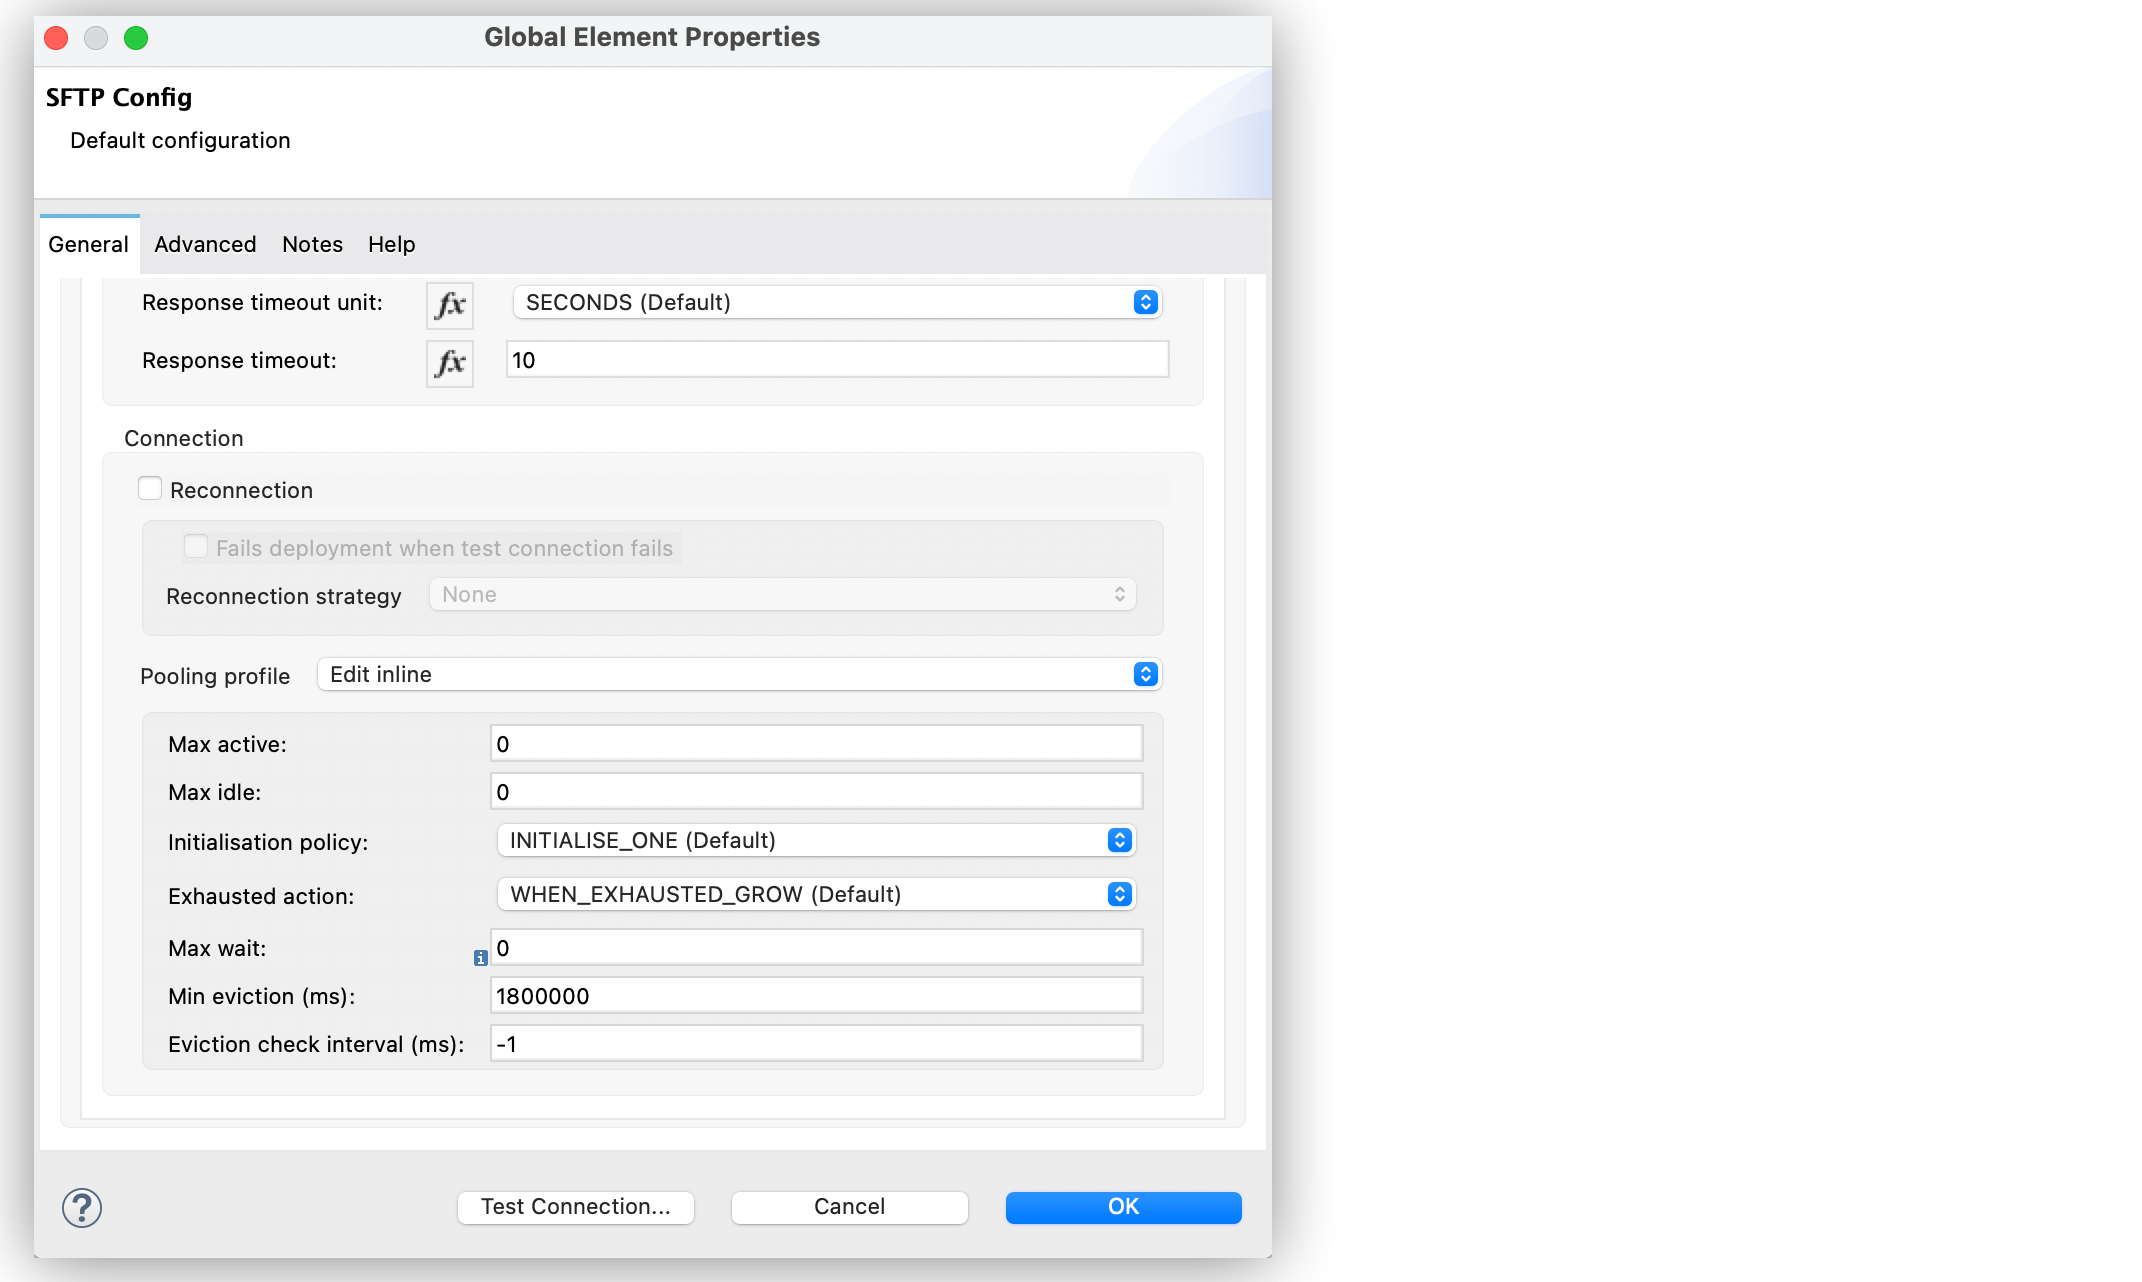 Global Element Properties
SFTP Config
Default configuration
General Advanced Notes Help
Response timeout unit: fx SECONDS (Default)
Response timeout: fx 10
Connection
Reconnection
Fails deployment when test connection fails
Reconnection strategy None
Pooling profile Edit inline
Max active: 0
Max idle: 0
Initialisation policy: INITIALISE_ONE (Default)
Exhausted action: WHEN_EXHAUSTED_GROW (Default)
Max wait: i 0
Min eviction (ms): 1800000
Eviction check interval (ms): -1
? Test Connection... Cancel OK